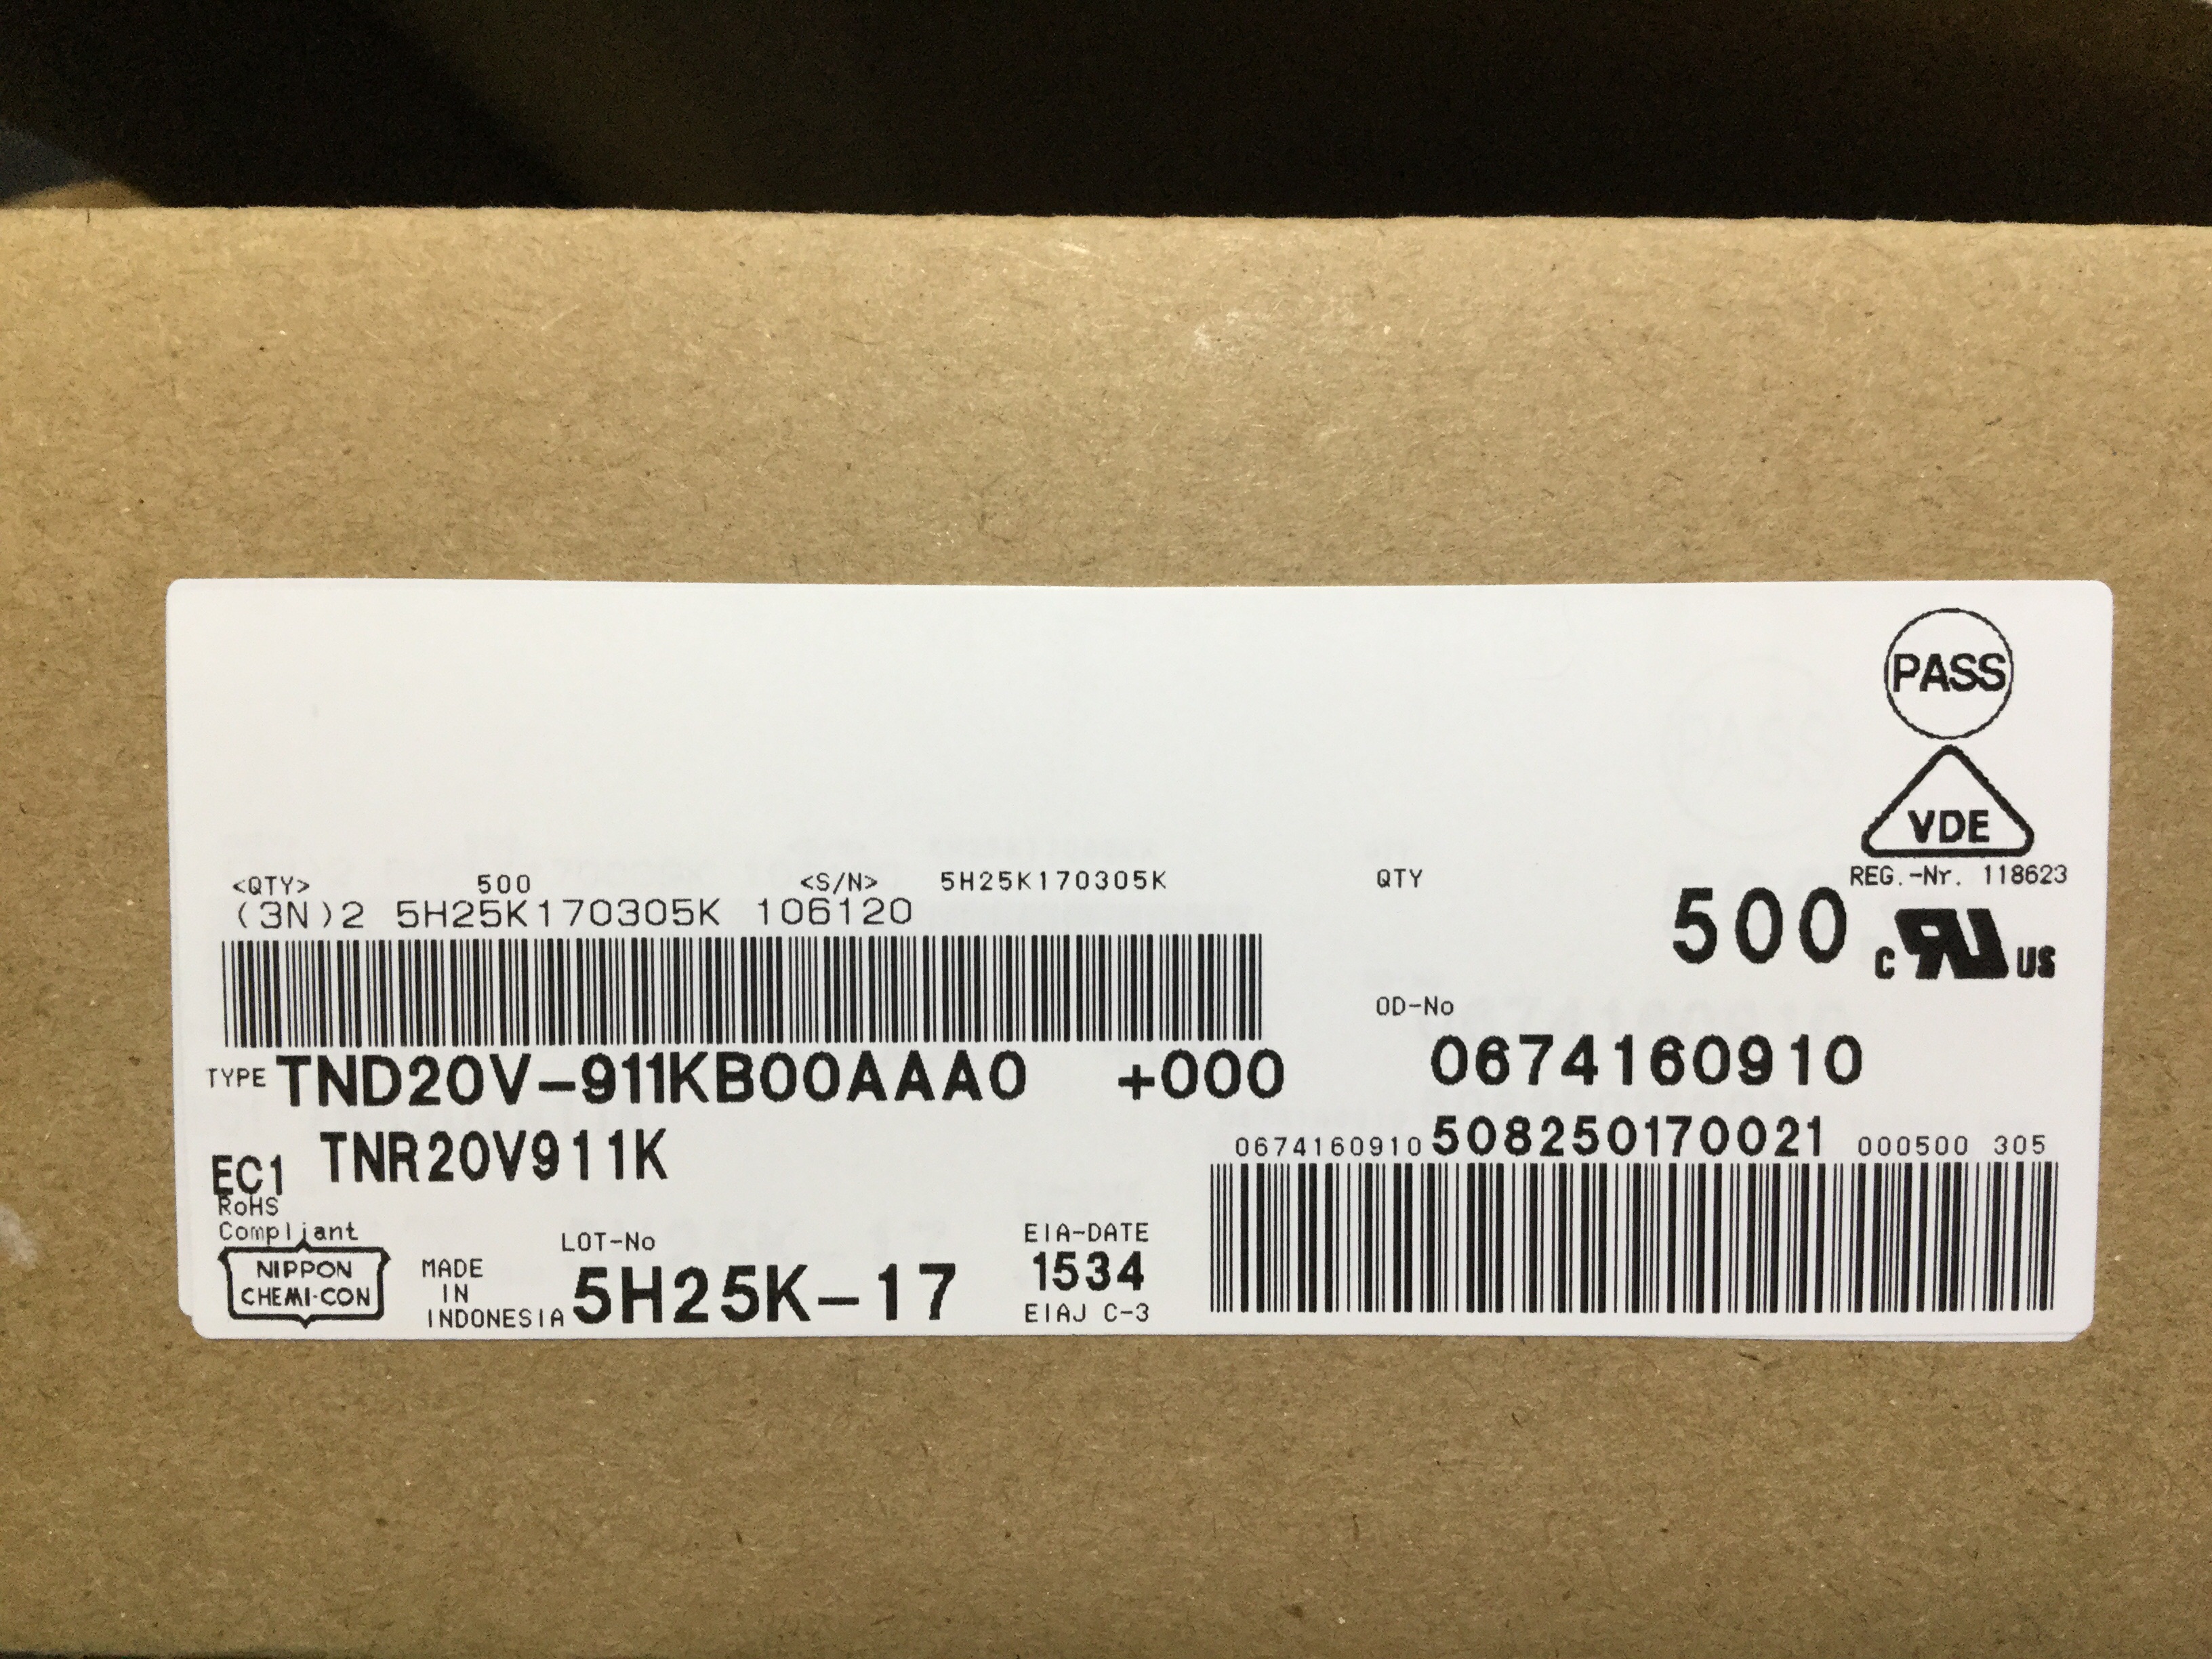 PASS
VDE
REG.-Nr. 118623
<QTY> 500 <S/N> 5H25K170305K
(3N)2 5H25K170305K 106120
QTY
500
c RU US
OD-No
0674160910
TYPE TND20V-911KB00AAA0 +000
0674160910 508250170021 000500 305
EC1 TNR20V911K
RoHS
Compliant
NIPPON
CHEMI-CON
MADE
IN
INDONESIA
LOT-No
5H25K-17
EIA-DATE
1534
EIAJ C-3